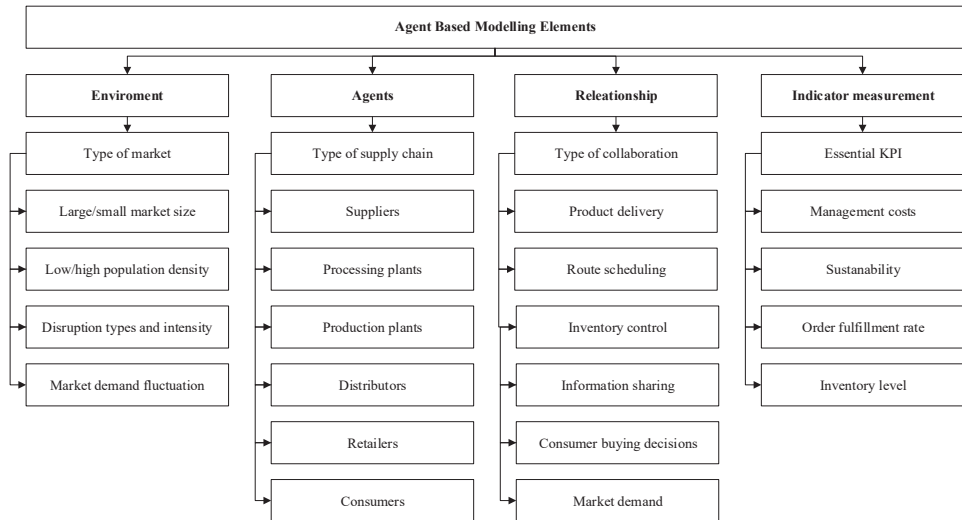 Agent Based Modelling Elements
Enviroment
Type of market
Large/small market size
Low/high population density
Disruption types and intensity
Market demand fluctuation
Agents
Type of supply chain
Suppliers
Processing plants
Production plants
Distributors
Retailers
Consumers
Releationship
Type of collaboration
Product delivery
Route scheduling
Inventory control
Information sharing
Consumer buying decisions
Market demand
Indicator measurement
Essential KPI
Management costs
Sustanability
Order fulfillment rate
Inventory level